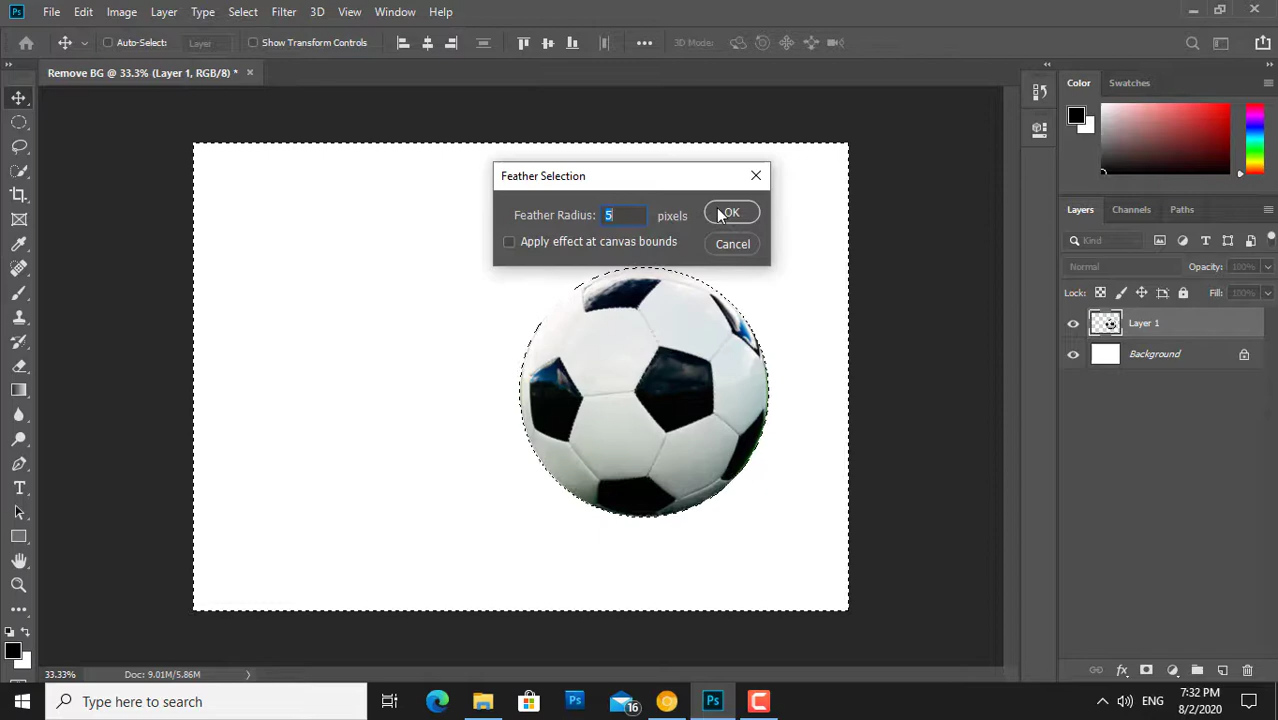 Ps File Edit Image Layer Type Select Filter 3D View Window Help
Auto-Select: Layer Show Transform Controls 3D Mode:
Remove BG @ 33.3% (Layer 1, RGB/8) *
Color Swatches
Feather Selection
Feather Radius: 5 pixels OK
Apply effect at canvas bounds
Cancel
Layers Channels Paths
Kind
Normal Opacity: 100%
Lock: Fill: 100%
Layer 1
Background
33.33% Doc: 9.01M/5.86M
Type here to search
Ps
16
Ps
ENG
7:32 PM
8/2/2020